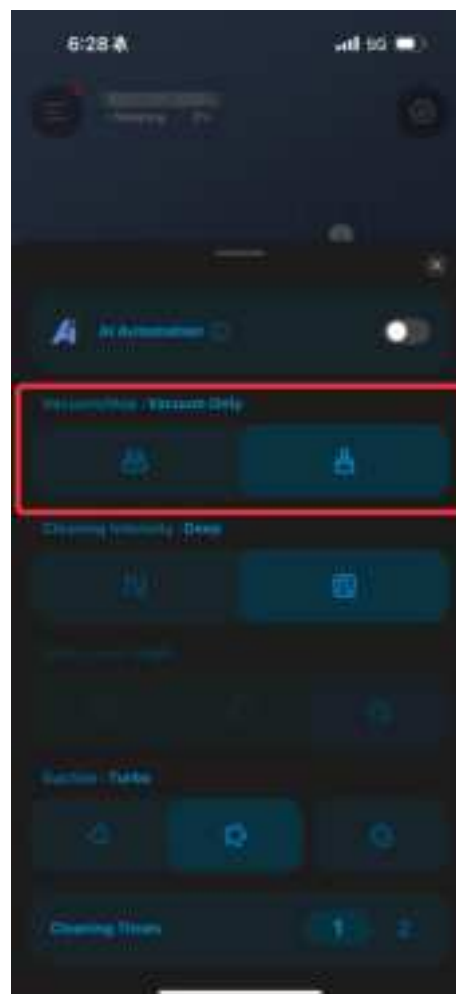 6:28
5G
AI Automation
Vacuum/Mop · Vacuum Only
Cleaning Intensity · Deep
Suction · Turbo
Cleaning Times 1 2